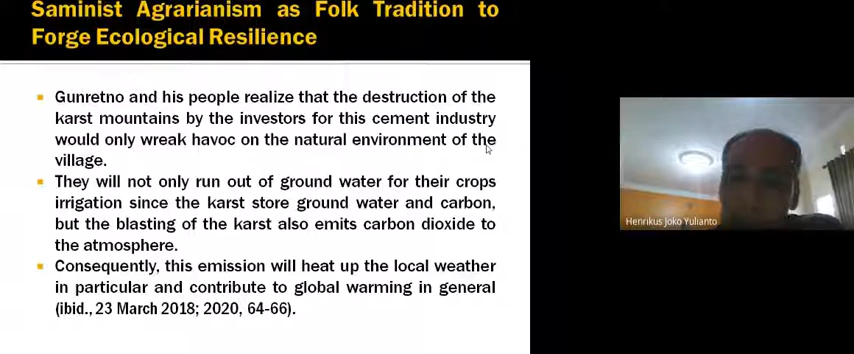 Saminist Agrarianism as Folk Tradition to
Forge Ecological Resilience
Gunretno and his people realize that the destruction of the
karst mountains by the investors for this cement industry
would only wreak havoc on the natural environment of the
village.
They will not only run out of ground water for their crops
irrigation since the karst store ground water and carbon,
but the blasting of the karst also emits carbon dioxide to
the atmosphere.
Consequently, this emission will heat up the local weather
in particular and contribute to global warming in general
(ibid., 23 March 2018; 2020, 64-66).
Henrikus Joko Yulianto